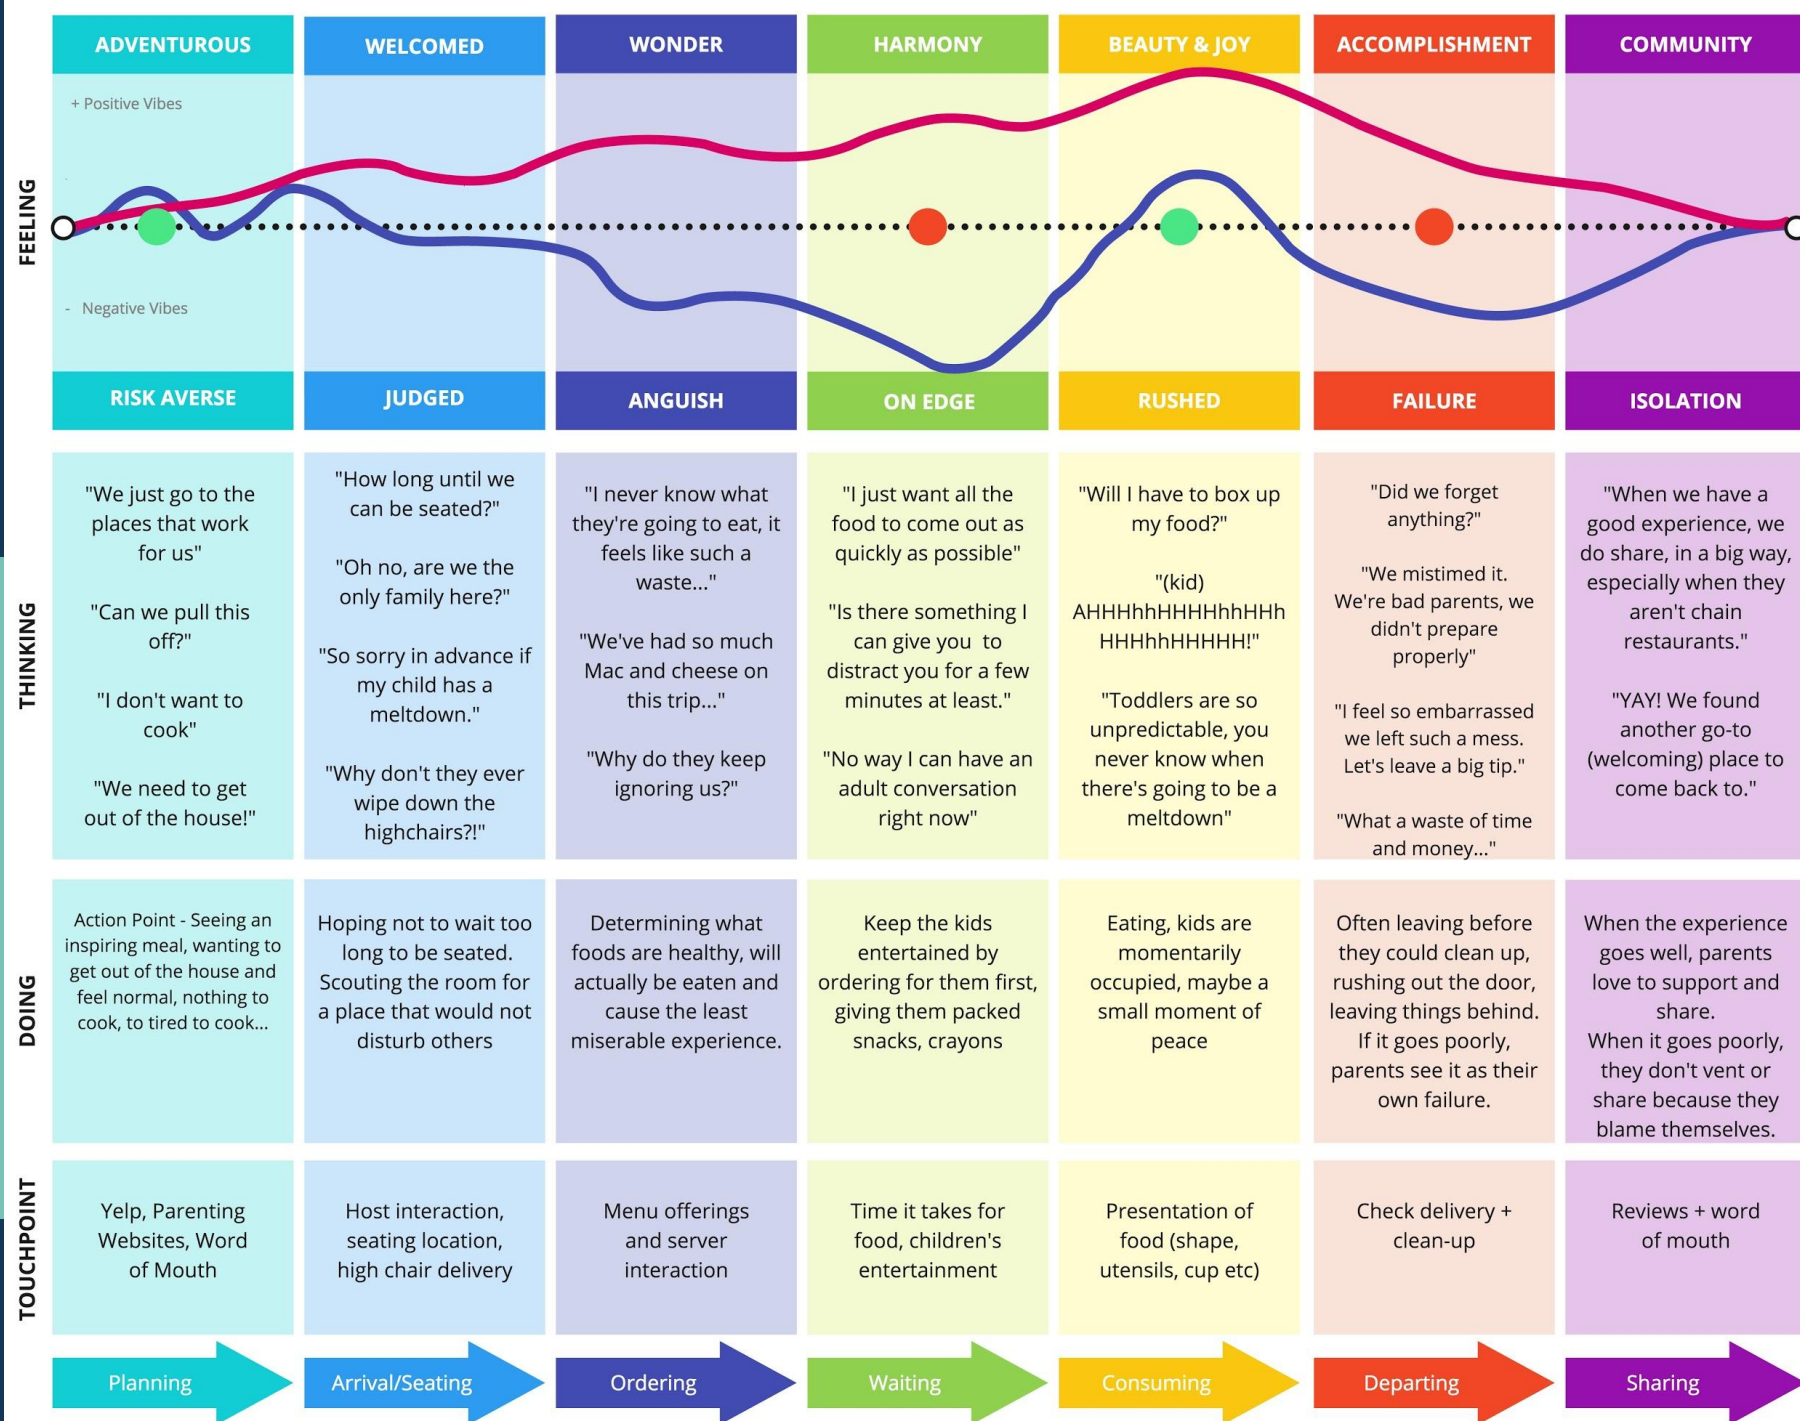 ADVENTUROUS
WELCOMED
WONDER
HARMONY
BEAUTY & JOY
ACCOMPLISHMENT
COMMUNITY
FEELING
+ Positive Vibes
- Negative Vibes
RISK AVERSE
JUDGED
ANGUISH
ON EDGE
RUSHED
FAILURE
ISOLATION
THINKING
"We just go to the
places that work
for us"
"Can we pull this
off?"
"I don't want to
cook"
"We need to get
out of the house!"
"How long until we
can be seated?"
"Oh no, are we the
only family here?"
"So sorry in advance if
my child has a
meltdown."
"Why don't they ever
wipe down the
highchairs?!"
"I never know what
they're going to eat, it
feels like such a
waste..."
"We've had so much
Mac and cheese on
this trip..."
"Why do they keep
ignoring us?"
"I just want all the
food to come out as
quickly as possible"
"Is there something I
can give you to
distract you for a few
minutes at least."
"No way I can have an
adult conversation
right now"
"Will I have to box up
my food?"
"(kid)
AHHHhhHHHHhhHHh
HHHhhHHHHH!"
"Toddlers are so
unpredictable, you
never know when
there's going to be a
meltdown"
"Did we forget
anything?"
"We mistimed it.
We're bad parents, we
didn't prepare
properly"
"I feel so embarrassed
we left such a mess.
Let's leave a big tip."
"What a waste of time
and money..."
"When we have a
good experience, we
do share, in a big way,
especially when they
aren't chain
restaurants."
"YAY! We found
another go-to
(welcoming) place to
come back to."
DOING
Action Point - Seeing an
inspiring meal, wanting to
get out of the house and
feel normal, nothing to
cook, to tired to cook...
Hoping not to wait too
long to be seated.
Scouting the room for
a place that would not
disturb others
Determining what
foods are healthy, will
actually be eaten and
cause the least
miserable experience.
Keep the kids
entertained by
ordering for them first,
giving them packed
snacks, crayons
Eating, kids are
momentarily
occupied, maybe a
small moment of
peace
Often leaving before
they could clean up,
rushing out the door,
leaving things behind.
If it goes poorly,
parents see it as their
own failure.
When the experience
goes well, parents
love to support and
share.
When it goes poorly,
they don't vent or
share because they
blame themselves.
TOUCHPOINT
Yelp, Parenting
Websites, Word
of Mouth
Host interaction,
seating location,
high chair delivery
Menu offerings
and server
interaction
Time it takes for
food, children's
entertainment
Presentation of
food (shape,
utensils, cup etc)
Check delivery +
clean-up
Reviews + word
of mouth
Planning
Arrival/Seating
Ordering
Waiting
Consuming
Departing
Sharing